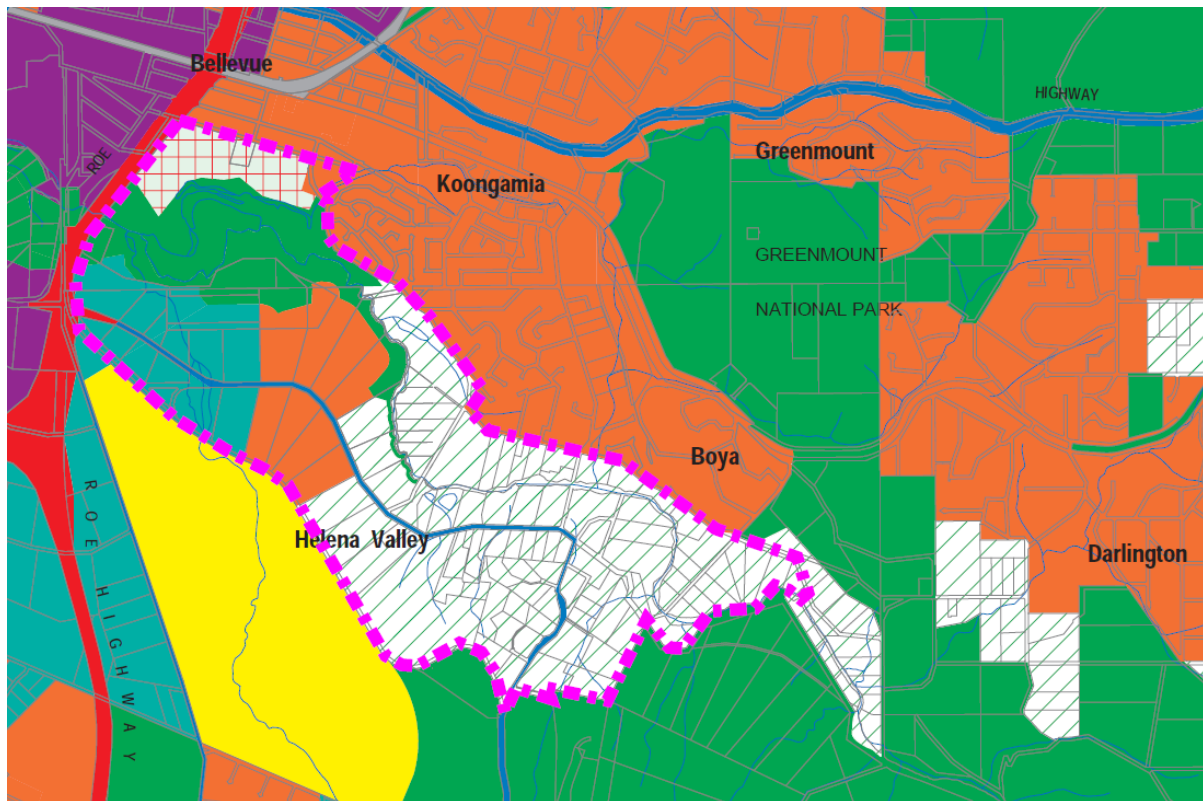 Bellevue
HIGHWAY
ROE
Greenmount
Koongamia
GREENMOUNT
NATIONAL PARK
Boya
ROE HIGHWAY
Helena Valley
Darlington